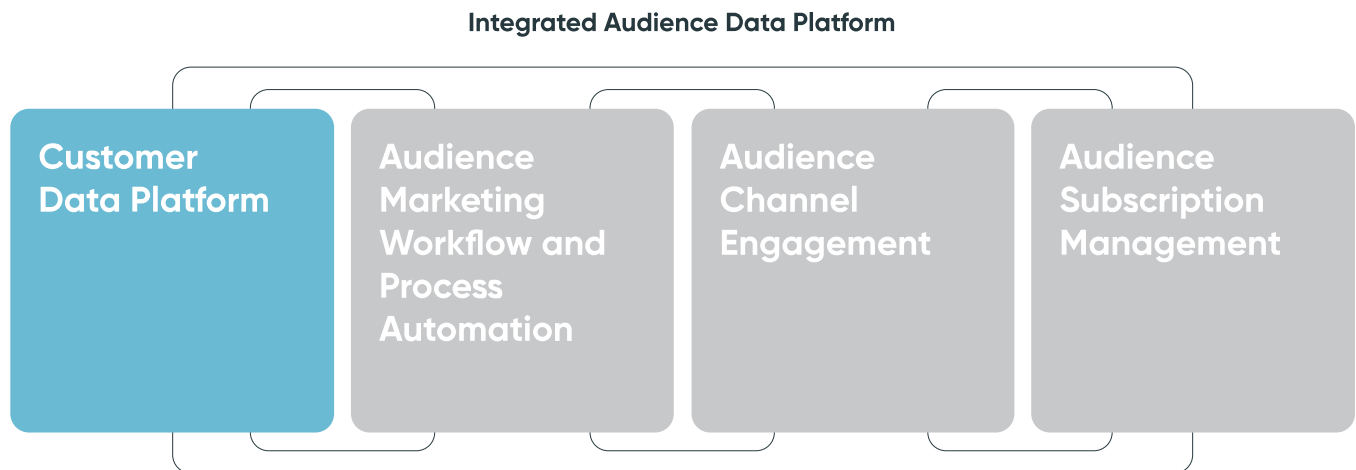 Integrated Audience Data Platform
Customer
Data Platform
Audience
Marketing
Workflow and
Process
Automation
Audience
Channel
Engagement
Audience
Subscription
Management